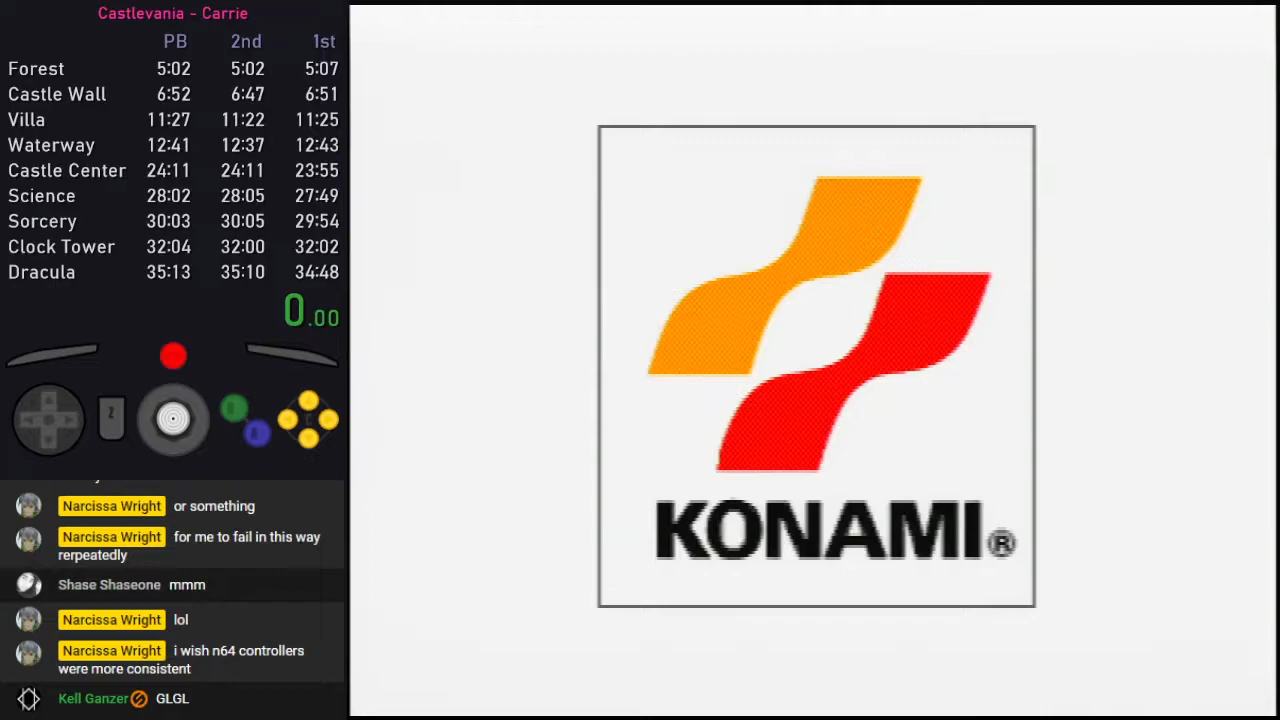 Castlevania - Carrie
PB 2nd 1st
Forest 5:02 5:02 5:07
Castle Wall 6:52 6:47 6:51
Villa 11:27 11:22 11:25
Waterway 12:41 12:37 12:43
Castle Center 24:11 24:11 23:55
Science 28:02 28:05 27:49
Sorcery 30:03 30:05 29:54
Clock Tower 32:04 32:00 32:02
Dracula 35:13 35:10 34:48
0.00
Z
B
A
C
Narcissa Wright or something
Narcissa Wright for me to fail in this way
rerpeatedly
Shase Shaseone mmm
Narcissa Wright lol
Narcissa Wright i wish n64 controllers
were more consistent
Kell Ganzer GLGL
KONAMI®